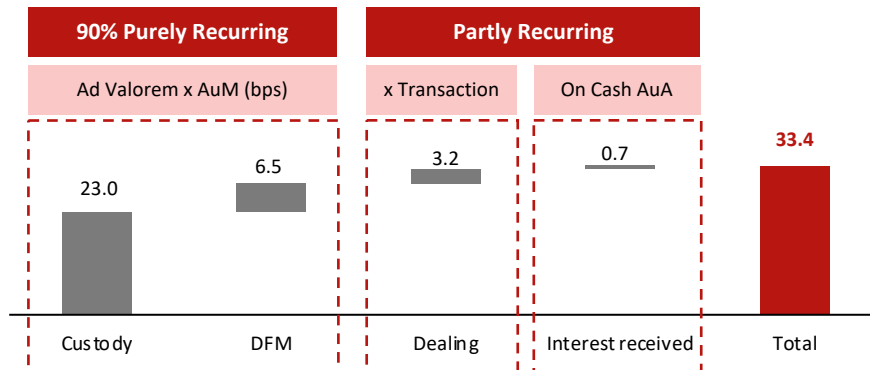 90% Purely Recurring
Partly Recurring
Ad Valorem x AuM (bps)
x Transaction
On Cash AuA
23.0
6.5
3.2
0.7
33.4
Custody
DFM
Dealing
Interest received
Total